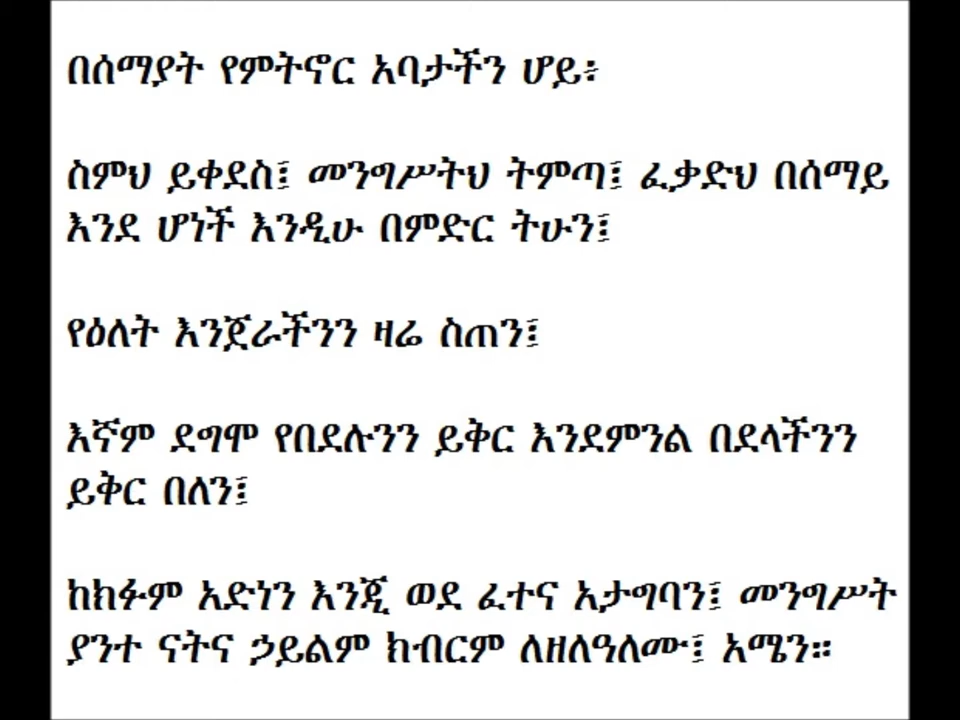 በሰማያት የምትኖር አባታችን ሆይ፥
ስምህ ይቀደስ፤ መንግሥትህ ትምጣ፤ ፈቃድህ በሰማይ
እንደ ሆነች እንዲሁ በምድር ትሁን፤
የዕለት እንጀራችንን ዛሬ ስጠን፤
እኛም ደግሞ የበደሉንን ይቅር እንደምንል በደላችንን
ይቅር በለን፤
ከክፉም አድነን እንጂ ወደ ፈተና አታግባን፤ መንግሥት
ያንተ ናትና ኃይልም ክብርም ለዘለዓለሙ፤ አሜን።